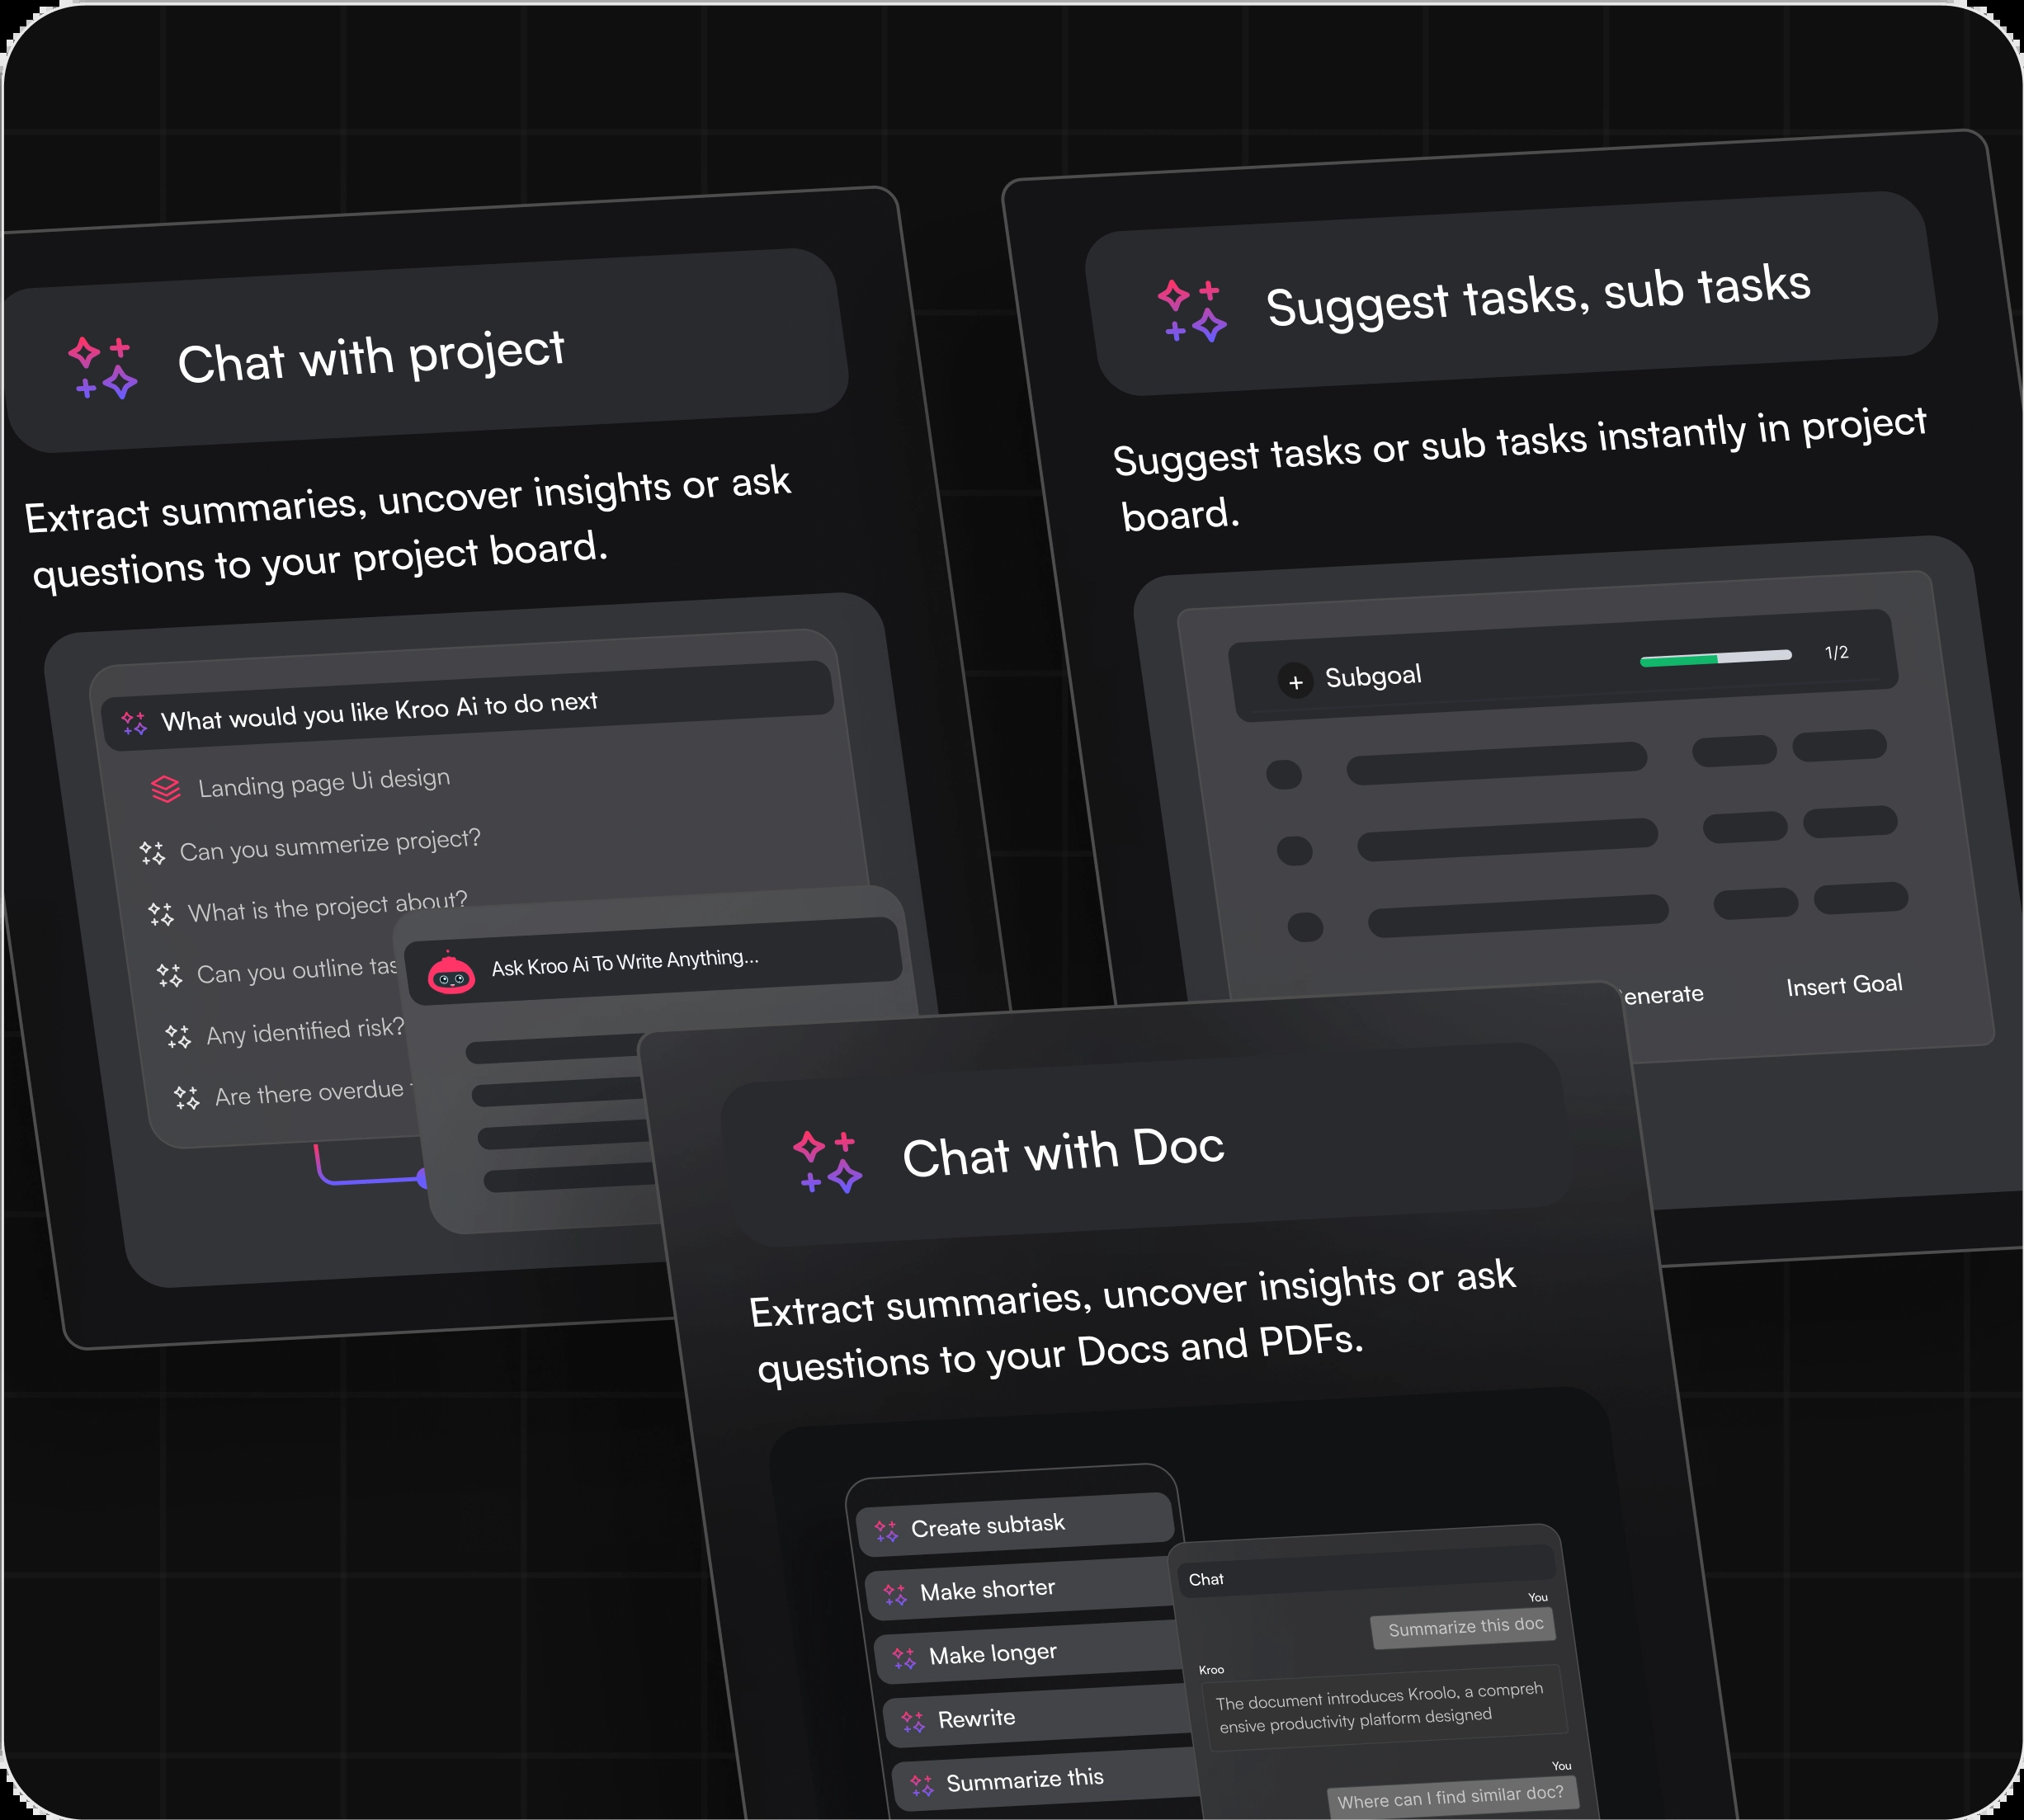 Chat with project
Extract summaries, uncover insights or ask
questions to your project board.
What would you like Kroo Ai to do next
Landing page Ui design
Can you summerize project?
What is the project about?
Can you outline
Any identified risk?
Are there overdue
Ask Kroo Ai To Write Anything...
Suggest tasks, sub tasks
Suggest tasks or sub tasks instantly in project
board.
+ Subgoal 1/2
enerate Insert Goal
Chat with Doc
Extract summaries, uncover insights or ask
questions to your Docs and PDFs.
Create subtask
Make shorter
Make longer
Rewrite
Summarize this
Chat
You
Summarize this doc
Kroo
The document introduces Kroolo, a compreh
ensive productivity platform designed
You
Where can I find similar doc?